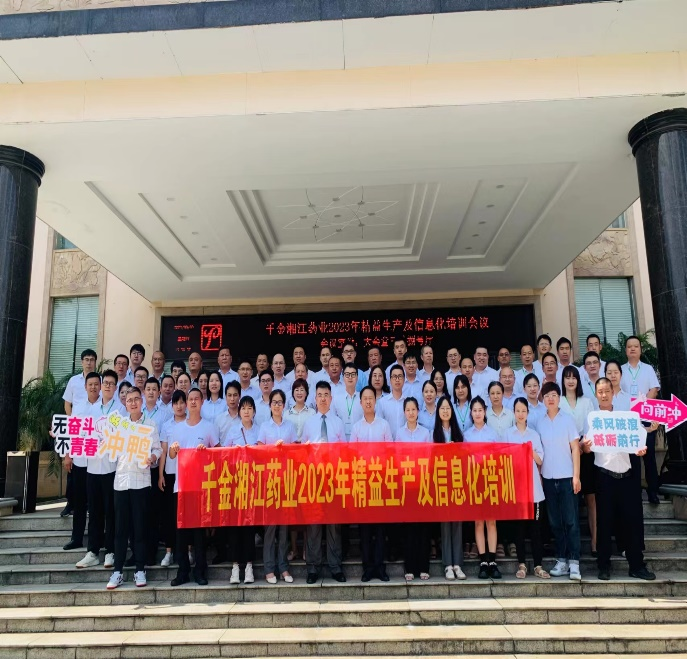 千金湘江药业2023年精益生产及信息化培训会议
无奋斗
不青春
冲鸭
向前冲
乘风破浪
砥砺前行
千金湘江药业2023年精益生产及信息化培训